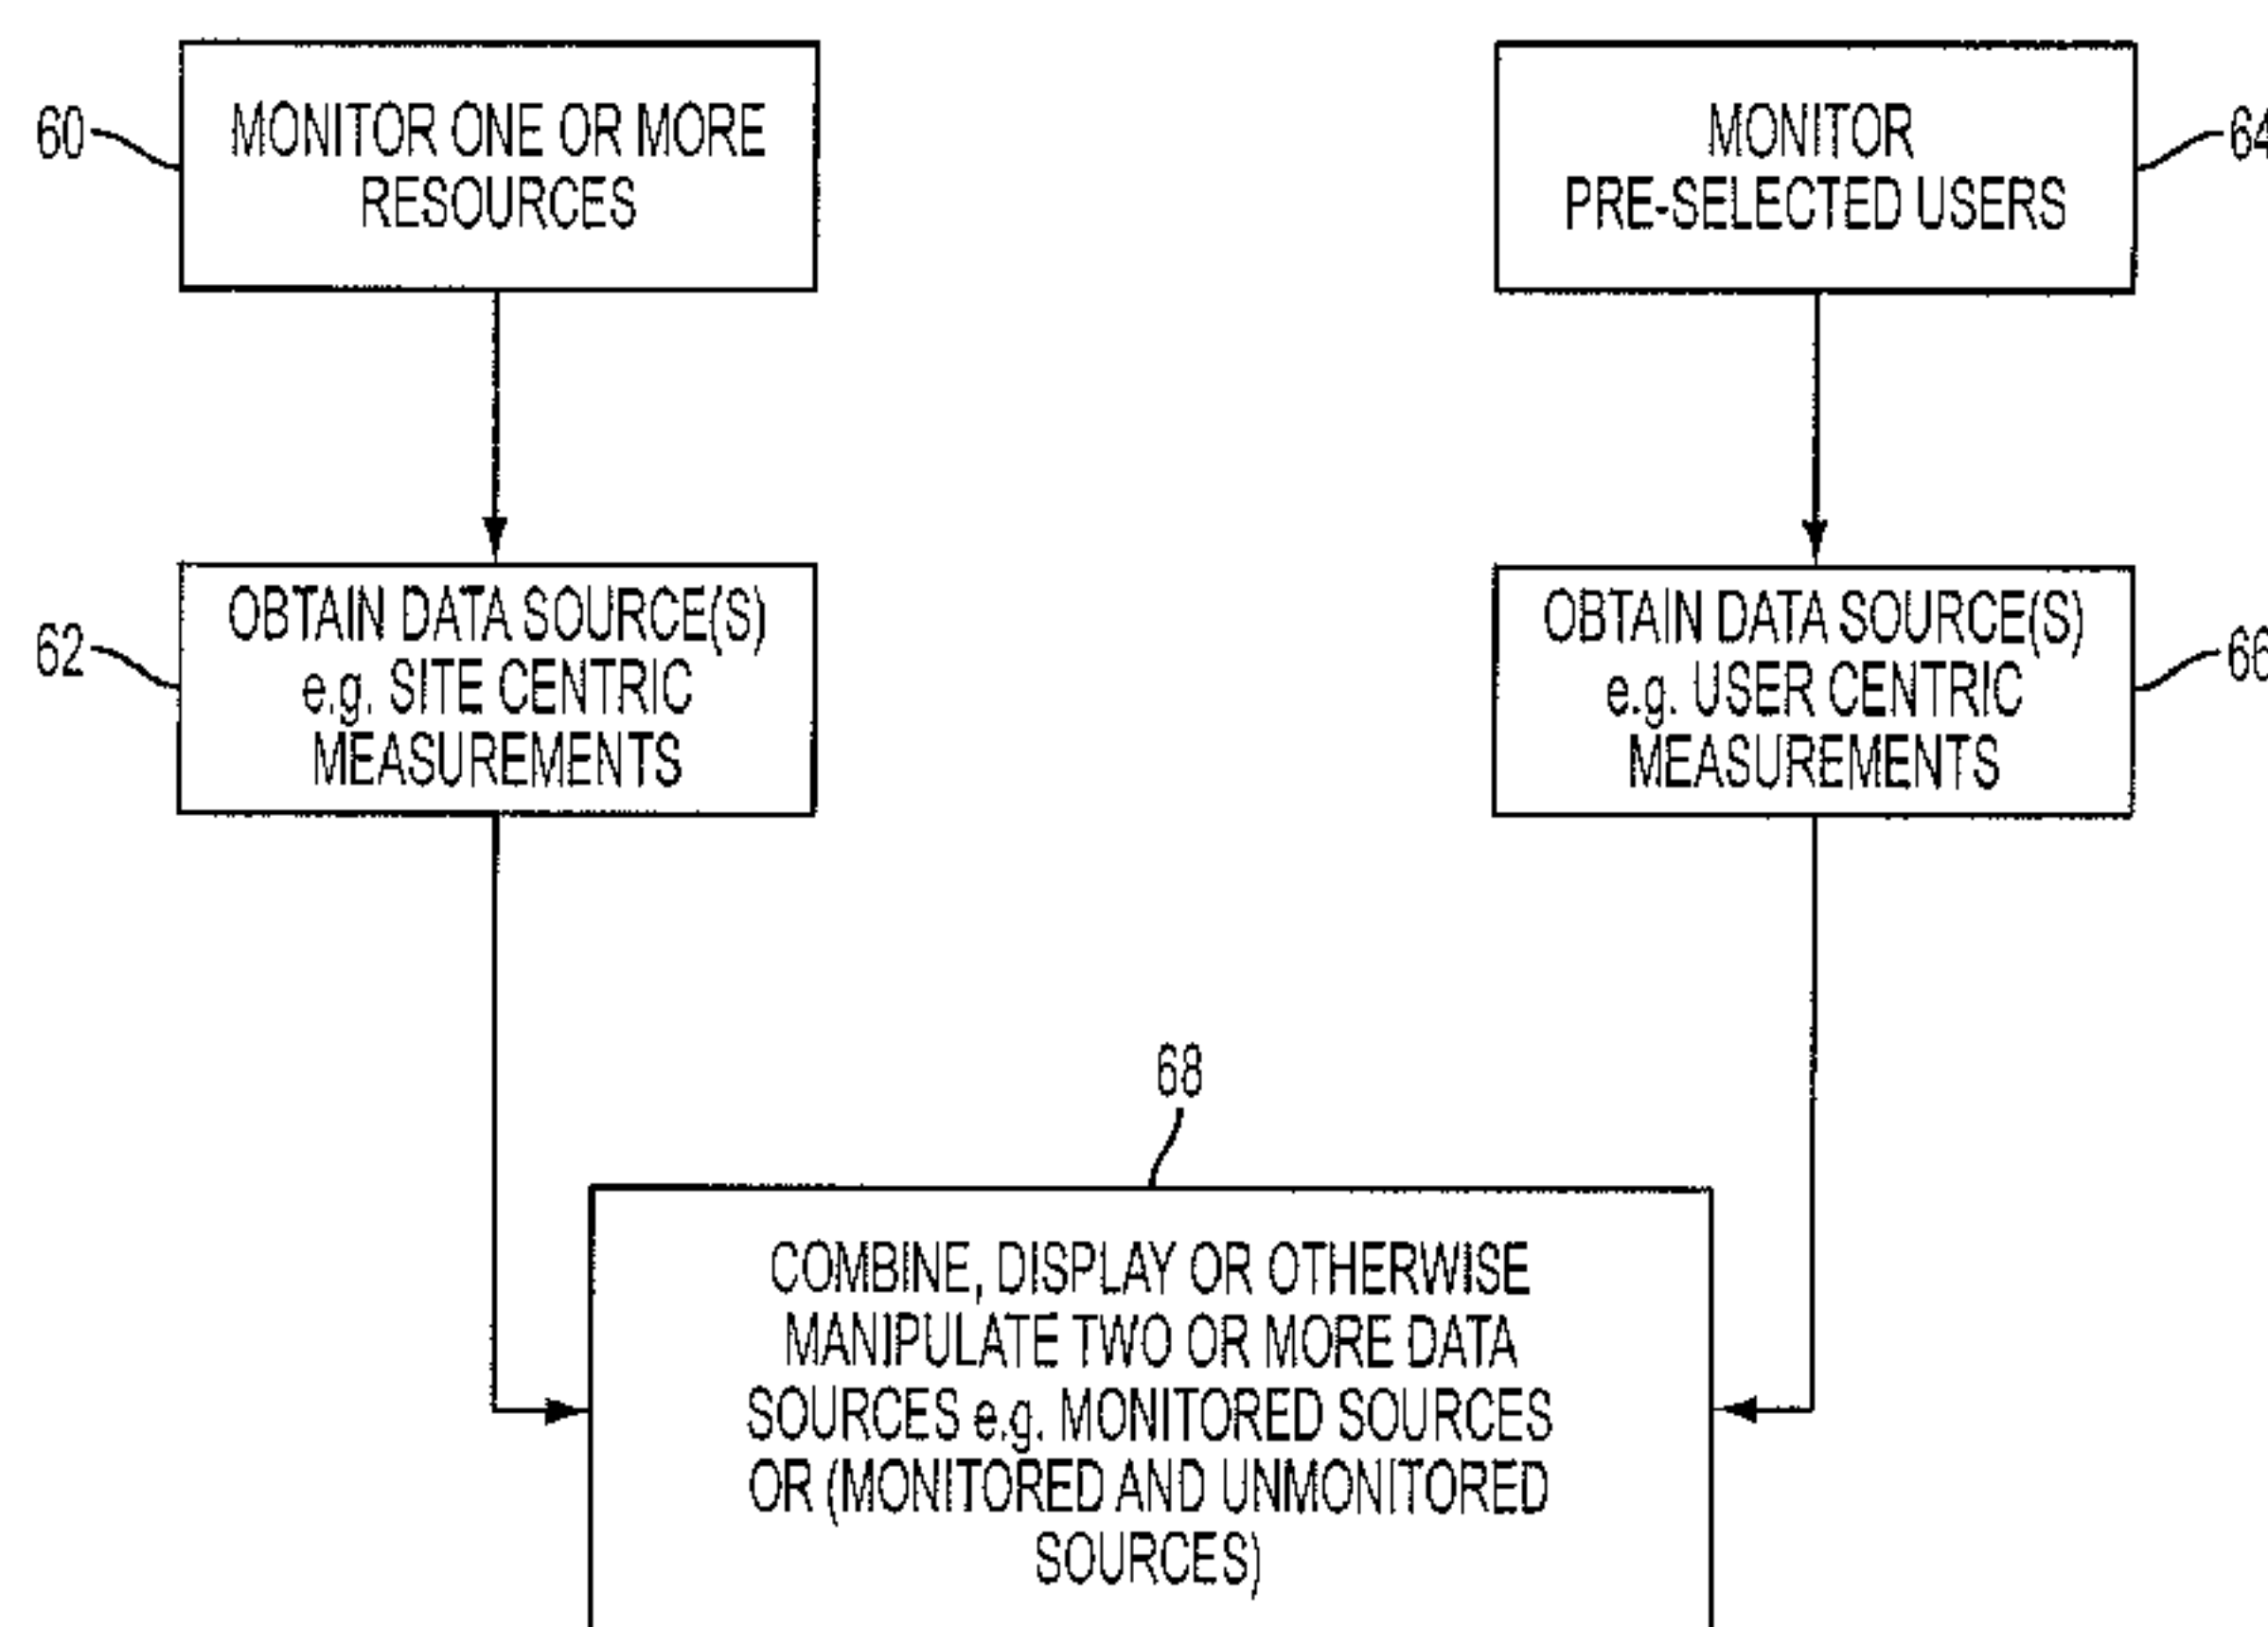 60
MONITOR ONE OR MORE
RESOURCES
MONITOR
PRE-SELECTED USERS
64
62
OBTAIN DATA SOURCE(S)
e.g. SITE CENTRIC
MEASUREMENTS
OBTAIN DATA SOURCE(S)
e.g. USER CENTRIC
MEASUREMENTS
66
68
COMBINE, DISPLAY OR OTHERWISE
MANIPULATE TWO OR MORE DATA
SOURCES e.g. MONITORED SOURCES
OR (MONITORED AND UNMONITORED
SOURCES)